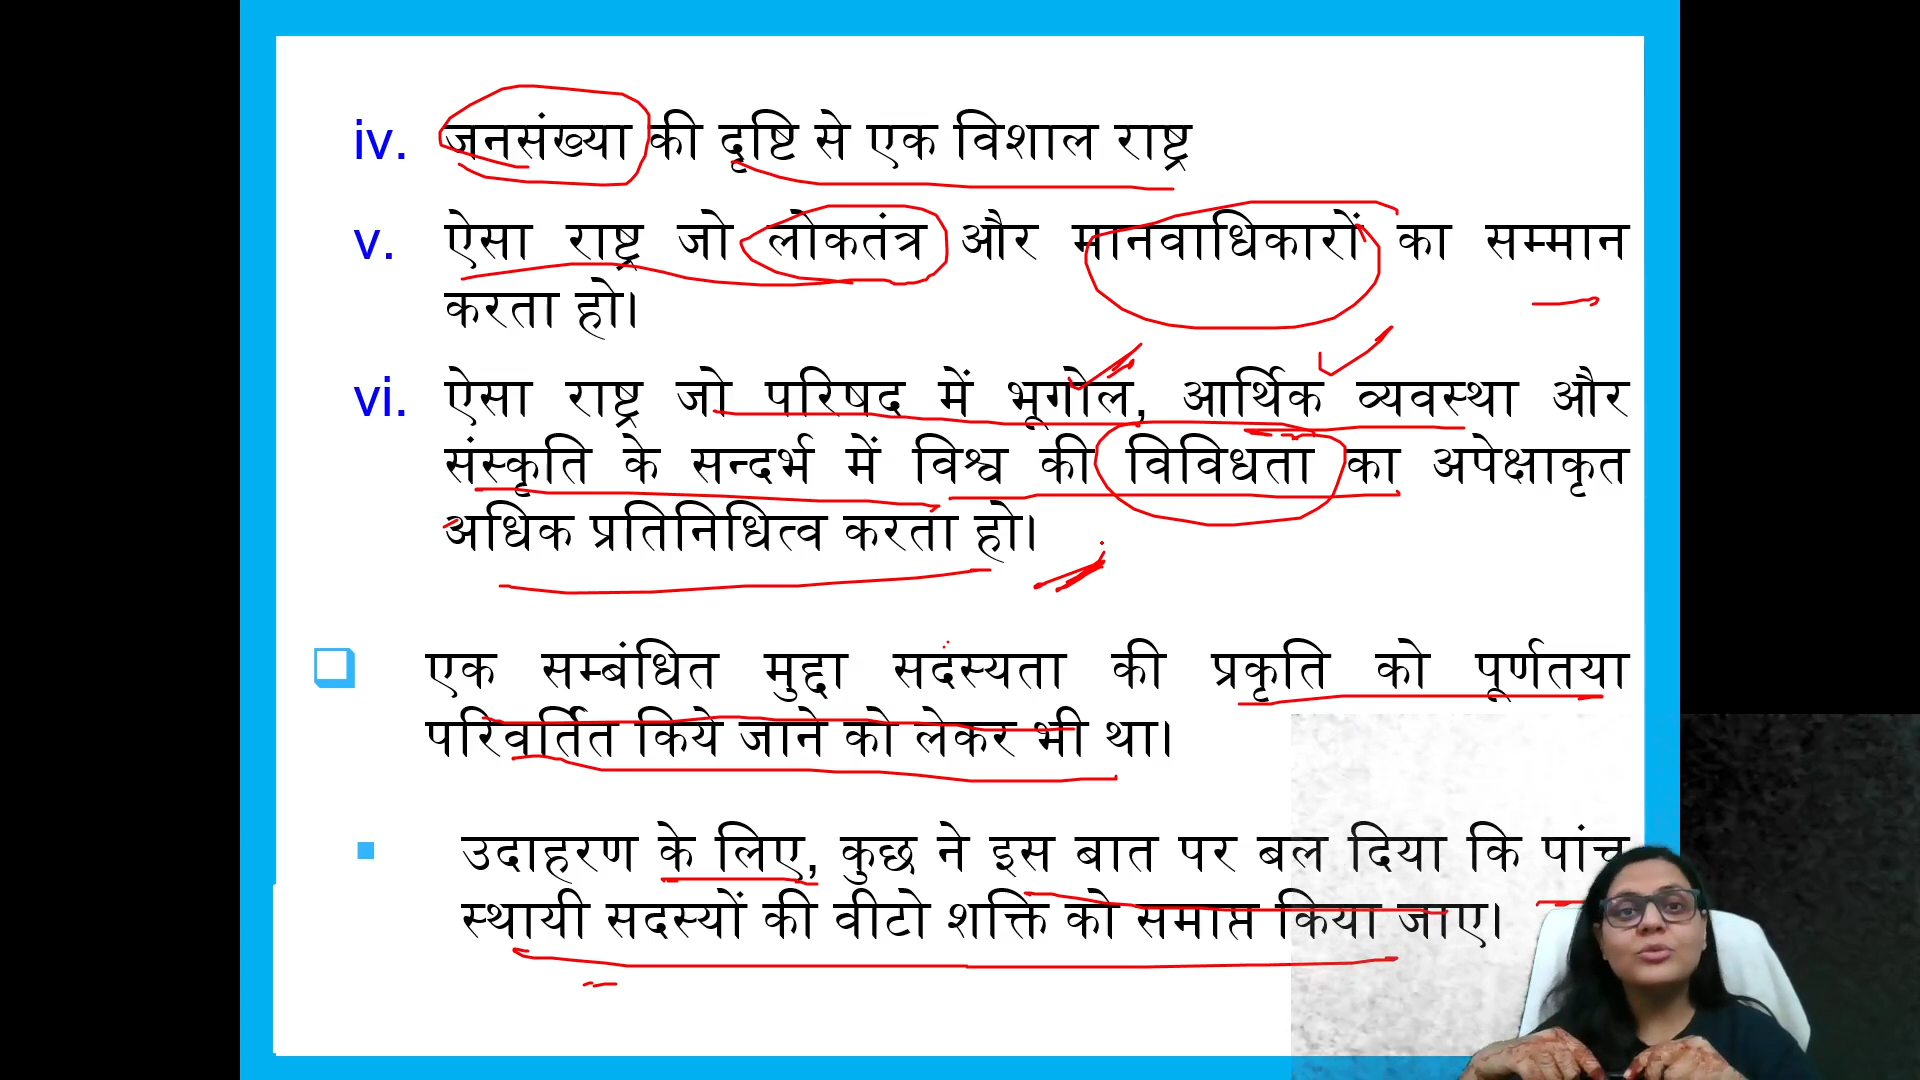 iv. जनसंख्या की दृष्टि से एक विशाल राष्ट्र
v. ऐसा राष्ट्र जो लोकतंत्र और मानवाधिकारों का सम्मान
करता हो।
vi. ऐसा राष्ट्र जो परिषद में भूगोल, आर्थिक व्यवस्था और
संस्कृति के सन्दर्भ में विश्व की विविधता का अपेक्षाकृत
अधिक प्रतिनिधित्व करता हो।
एक सम्बंधित मुद्दा सदस्यता की प्रकृति को पूर्णतया
परिवर्तित किये जाने को लेकर भी था।
उदाहरण के लिए, कुछ ने इस बात पर बल दिया कि पांच
स्थायी सदस्यों की वीटो शक्ति को समाप्त किया जाए।